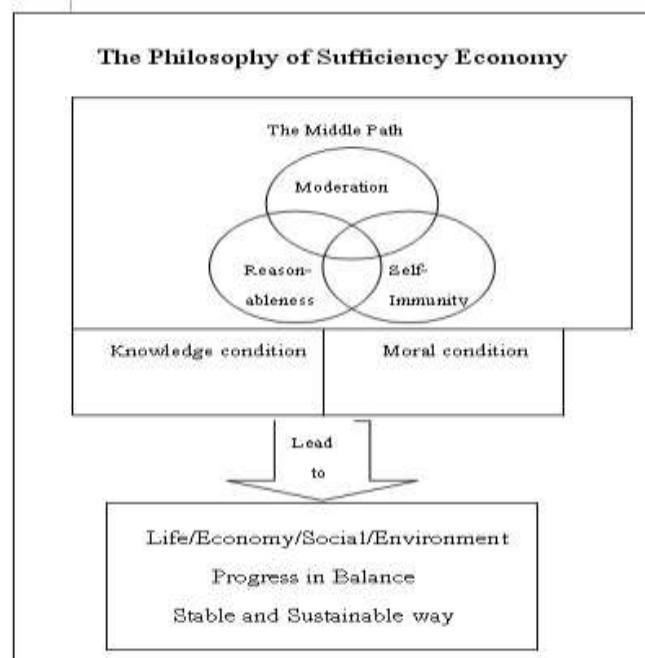 The Philosophy of Sufficiency Economy
The Middle Path
Moderation
Reason-
ableness
Self-
Immunity
Knowledge condition
Moral condition
Lead
to
Life/Economy/Social/Environment
Progress in Balance
Stable and Sustainable way